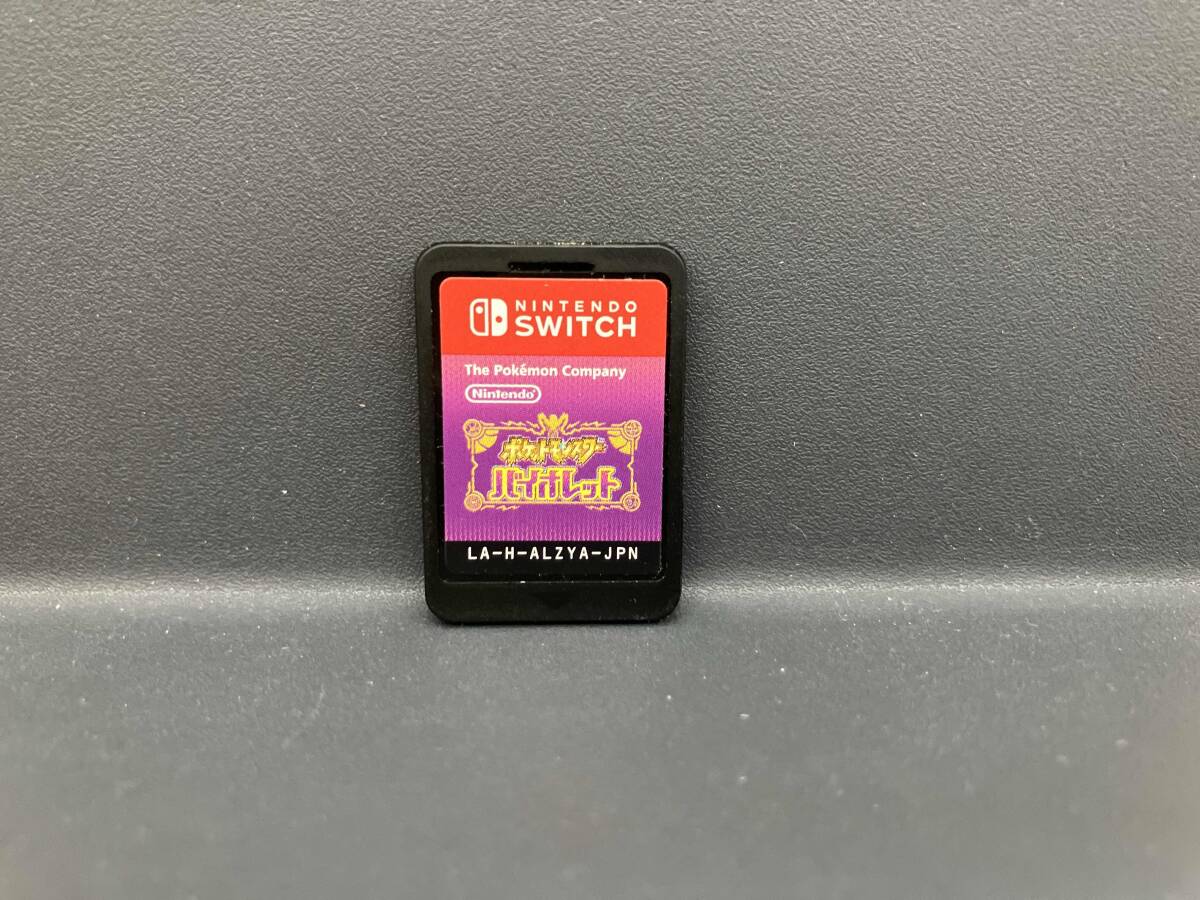 NINTENDO
SWITCH
The Pokémon Company
Nintendo
ポケットモンスター
バイオレット
LA-H-ALZYA-JPN